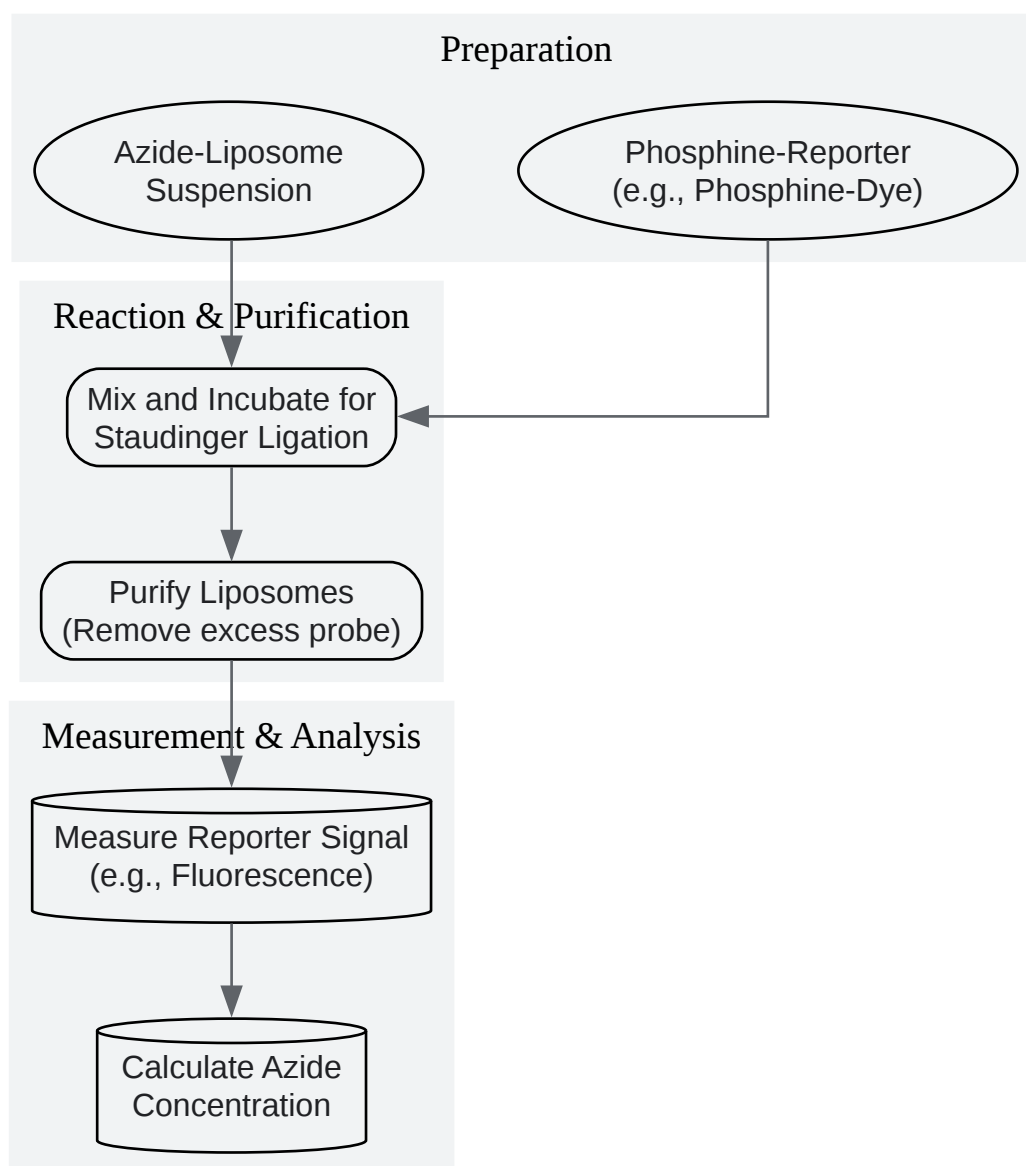 Preparation
Azide-Liposome
Suspension
Phosphine-Reporter
(e.g., Phosphine-Dye)
Reaction & Purification
Mix and Incubate for
Staudinger Ligation
Purify Liposomes
(Remove excess probe)
Measurement & Analysis
Measure Reporter Signal
(e.g., Fluorescence)
Calculate Azide
Concentration